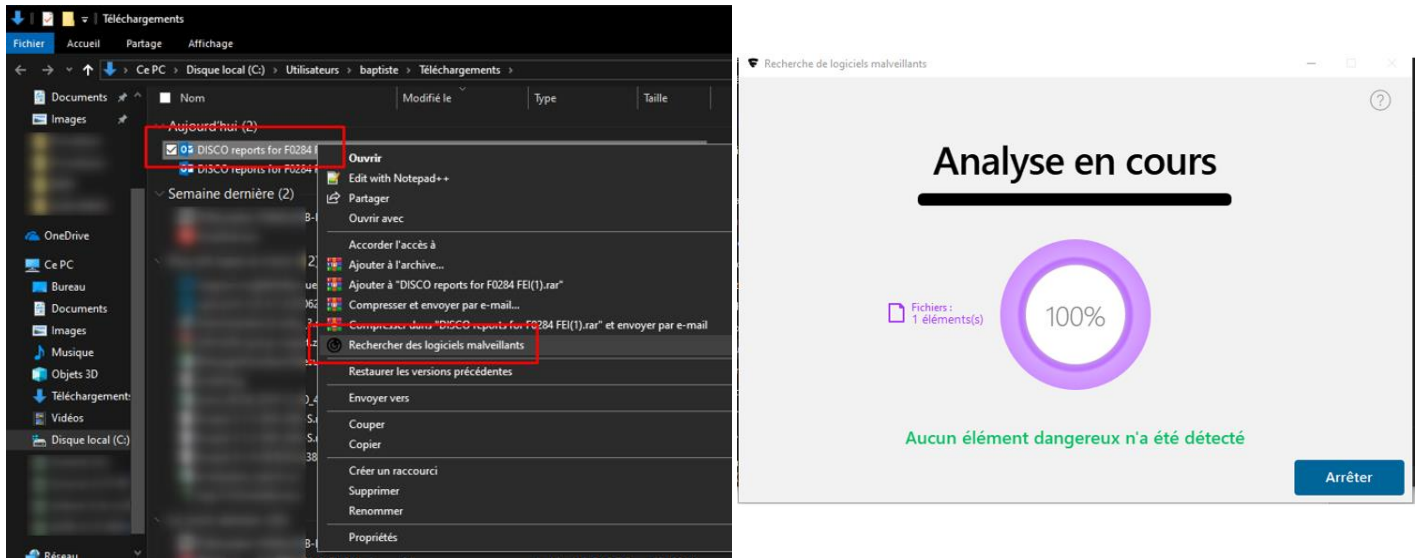 Téléchargements
Fichier Accueil Partage Affichage
Ce PC > Disque local (C:) > Utilisateurs > baptiste > Téléchargements >
Documents
Images
OneDrive
Ce PC
Bureau
Documents
Images
Musique
Objets 3D
Téléchargements
Vidéos
Disque local (C:)
Réseau
Nom Modifié le Type Taille
Aujourd'hui (2)
DISCO reports for F0284
DISCO reports for F0284
Semaine dernière (2)
Ouvrir
Edit with Notepad++
Partager
Ouvrir avec
Accorder l'accès à
Ajouter à l'archive...
Ajouter à "DISCO reports for F0284 FEI(1).rar"
Compresser et envoyer par e-mail...
Compresser dans "DISCO reports for F0284 FEI(1).rar" et envoyer par e-mail
Rechercher des logiciels malveillants
Restaurer les versions précédentes
Envoyer vers
Couper
Copier
Créer un raccourci
Supprimer
Renommer
Propriétés
Recherche de logiciels malveillants
?
Analyse en cours
Fichiers :
1 éléments(s)
100%
Aucun élément dangereux n'a été détecté
Arrêter